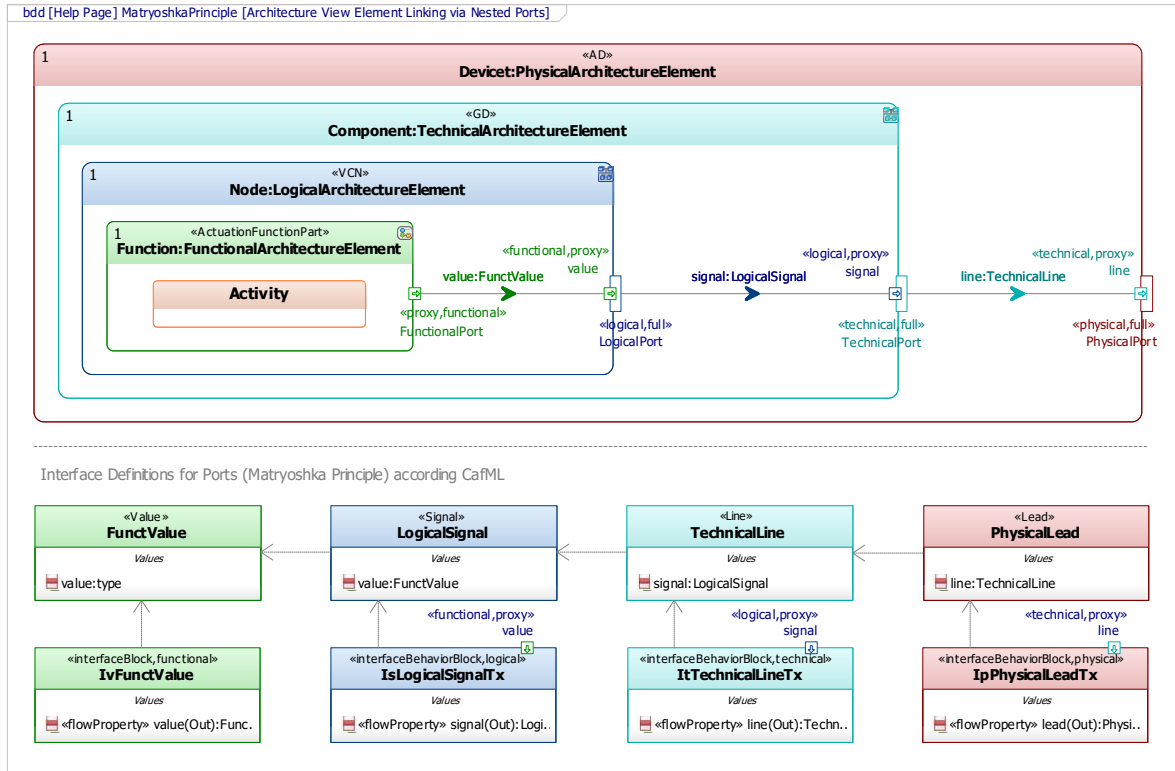 bdd [Help Page] MatryoshkaPrinciple [Architecture View Element Linking via Nested Ports]
1
«AD»
Devicet:PhysicalArchitectureElement
1
«GD»
Component:TechnicalArchitectureElement
1
«VCN»
Node:LogicalArchitectureElement
1
«ActuationFunctionPart»
Function:FunctionalArchitectureElement
Activity
«proxy,functional»
FunctionalPort
value:FunctValue
«functional,proxy»
value
«logical,full»
LogicalPort
signal:LogicalSignal
«logical,proxy»
signal
«technical,full»
TechnicalPort
line:TechnicalLine
«technical,proxy»
line
«physical,full»
PhysicalPort
Interface Definitions for Ports (Matryoshka Principle) according CafML
«Value»
FunctValue
Values
value:type
«Signal»
LogicalSignal
Values
value:FunctValue
«Line»
TechnicalLine
Values
signal:LogicalSignal
«Lead»
PhysicalLead
Values
line:TechnicalLine
«functional,proxy»
value
«logical,proxy»
signal
«technical,proxy»
line
«interfaceBlock,functional»
IvFunctValue
Values
«flowProperty» value(Out):Func..
«interfaceBehaviorBlock,logical»
IsLogicalSignalTx
Values
«flowProperty» signal(Out):Logi..
«interfaceBehaviorBlock,technical»
ItTechnicalLineTx
Values
«flowProperty» line(Out):Techn..
«interfaceBehaviorBlock,physical»
IpPhysicalLeadTx
Values
«flowProperty» lead(Out):Physi..